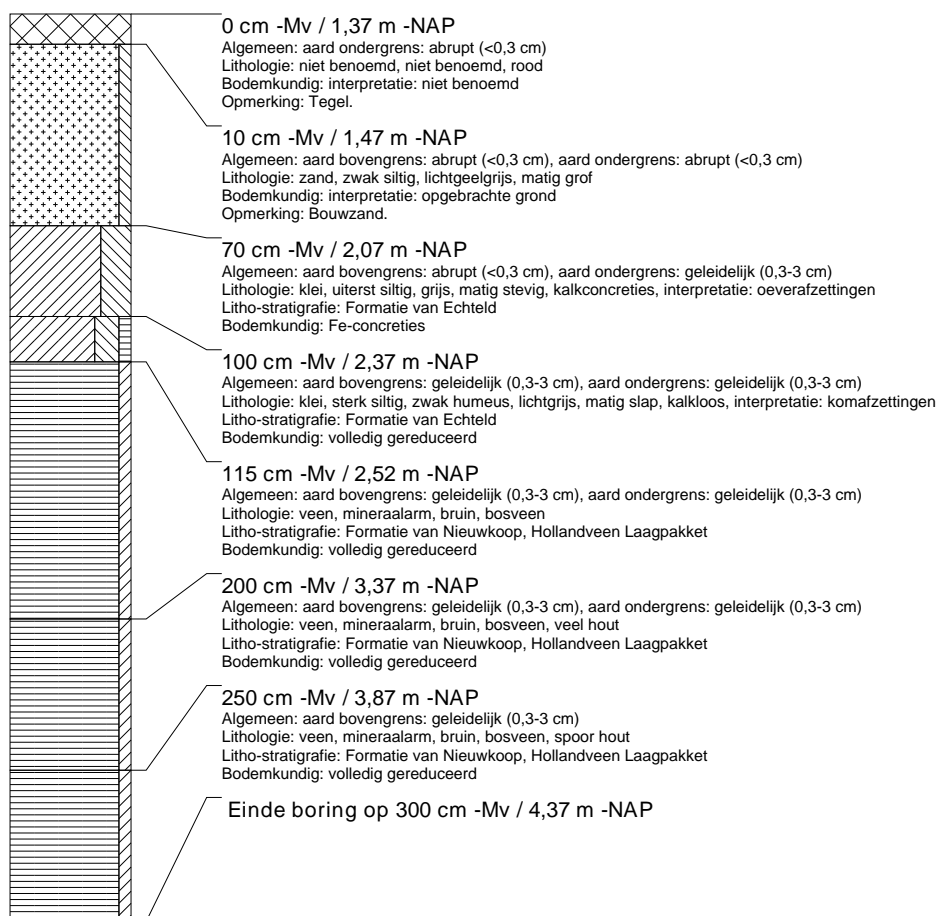 0 cm -Mv / 1,37 m -NAP
Algemeen: aard ondergrens: abrupt (<0,3 cm)
Lithologie: niet benoemd, niet benoemd, rood
Bodemkundig: interpretatie: niet benoemd
Opmerking: Tegel.
10 cm -Mv / 1,47 m -NAP
Algemeen: aard bovengrens: abrupt (<0,3 cm), aard ondergrens: abrupt (<0,3 cm)
Lithologie: zand, zwak siltig, lichtgeelgrijs, matig grof
Bodemkundig: interpretatie: opgebrachte grond
Opmerking: Bouwzand.
70 cm -Mv / 2,07 m -NAP
Algemeen: aard bovengrens: abrupt (<0,3 cm), aard ondergrens: geleidelijk (0,3-3 cm)
Lithologie: klei, uiterst siltig, grijs, matig stevig, kalkconcreties, interpretatie: oeverafzettingen
Litho-stratigrafie: Formatie van Echteld
Bodemkundig: Fe-concreties
100 cm -Mv / 2,37 m -NAP
Algemeen: aard bovengrens: geleidelijk (0,3-3 cm), aard ondergrens: geleidelijk (0,3-3 cm)
Lithologie: klei, sterk siltig, zwak humeus, lichtgrijs, matig slap, kalkloos, interpretatie: komafzettingen
Litho-stratigrafie: Formatie van Echteld
Bodemkundig: volledig gereduceerd
115 cm -Mv / 2,52 m -NAP
Algemeen: aard bovengrens: geleidelijk (0,3-3 cm), aard ondergrens: geleidelijk (0,3-3 cm)
Lithologie: veen, mineraalarm, bruin, bosveen
Litho-stratigrafie: Formatie van Nieuwkoop, Hollandveen Laagpakket
Bodemkundig: volledig gereduceerd
200 cm -Mv / 3,37 m -NAP
Algemeen: aard bovengrens: geleidelijk (0,3-3 cm), aard ondergrens: geleidelijk (0,3-3 cm)
Lithologie: veen, mineraalarm, bruin, bosveen, veel hout
Litho-stratigrafie: Formatie van Nieuwkoop, Hollandveen Laagpakket
Bodemkundig: volledig gereduceerd
250 cm -Mv / 3,87 m -NAP
Algemeen: aard bovengrens: geleidelijk (0,3-3 cm)
Lithologie: veen, mineraalarm, bruin, bosveen, spoor hout
Litho-stratigrafie: Formatie van Nieuwkoop, Hollandveen Laagpakket
Bodemkundig: volledig gereduceerd
Einde boring op 300 cm -Mv / 4,37 m -NAP